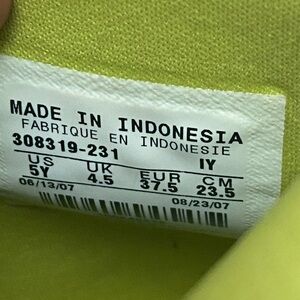 MADE IN INDONESIA
FABRIQUE EN INDONESIE
308319-231 IY
US UK EUR CM
5Y 4.5 37.5 23.5
06/13/07 08/23/07